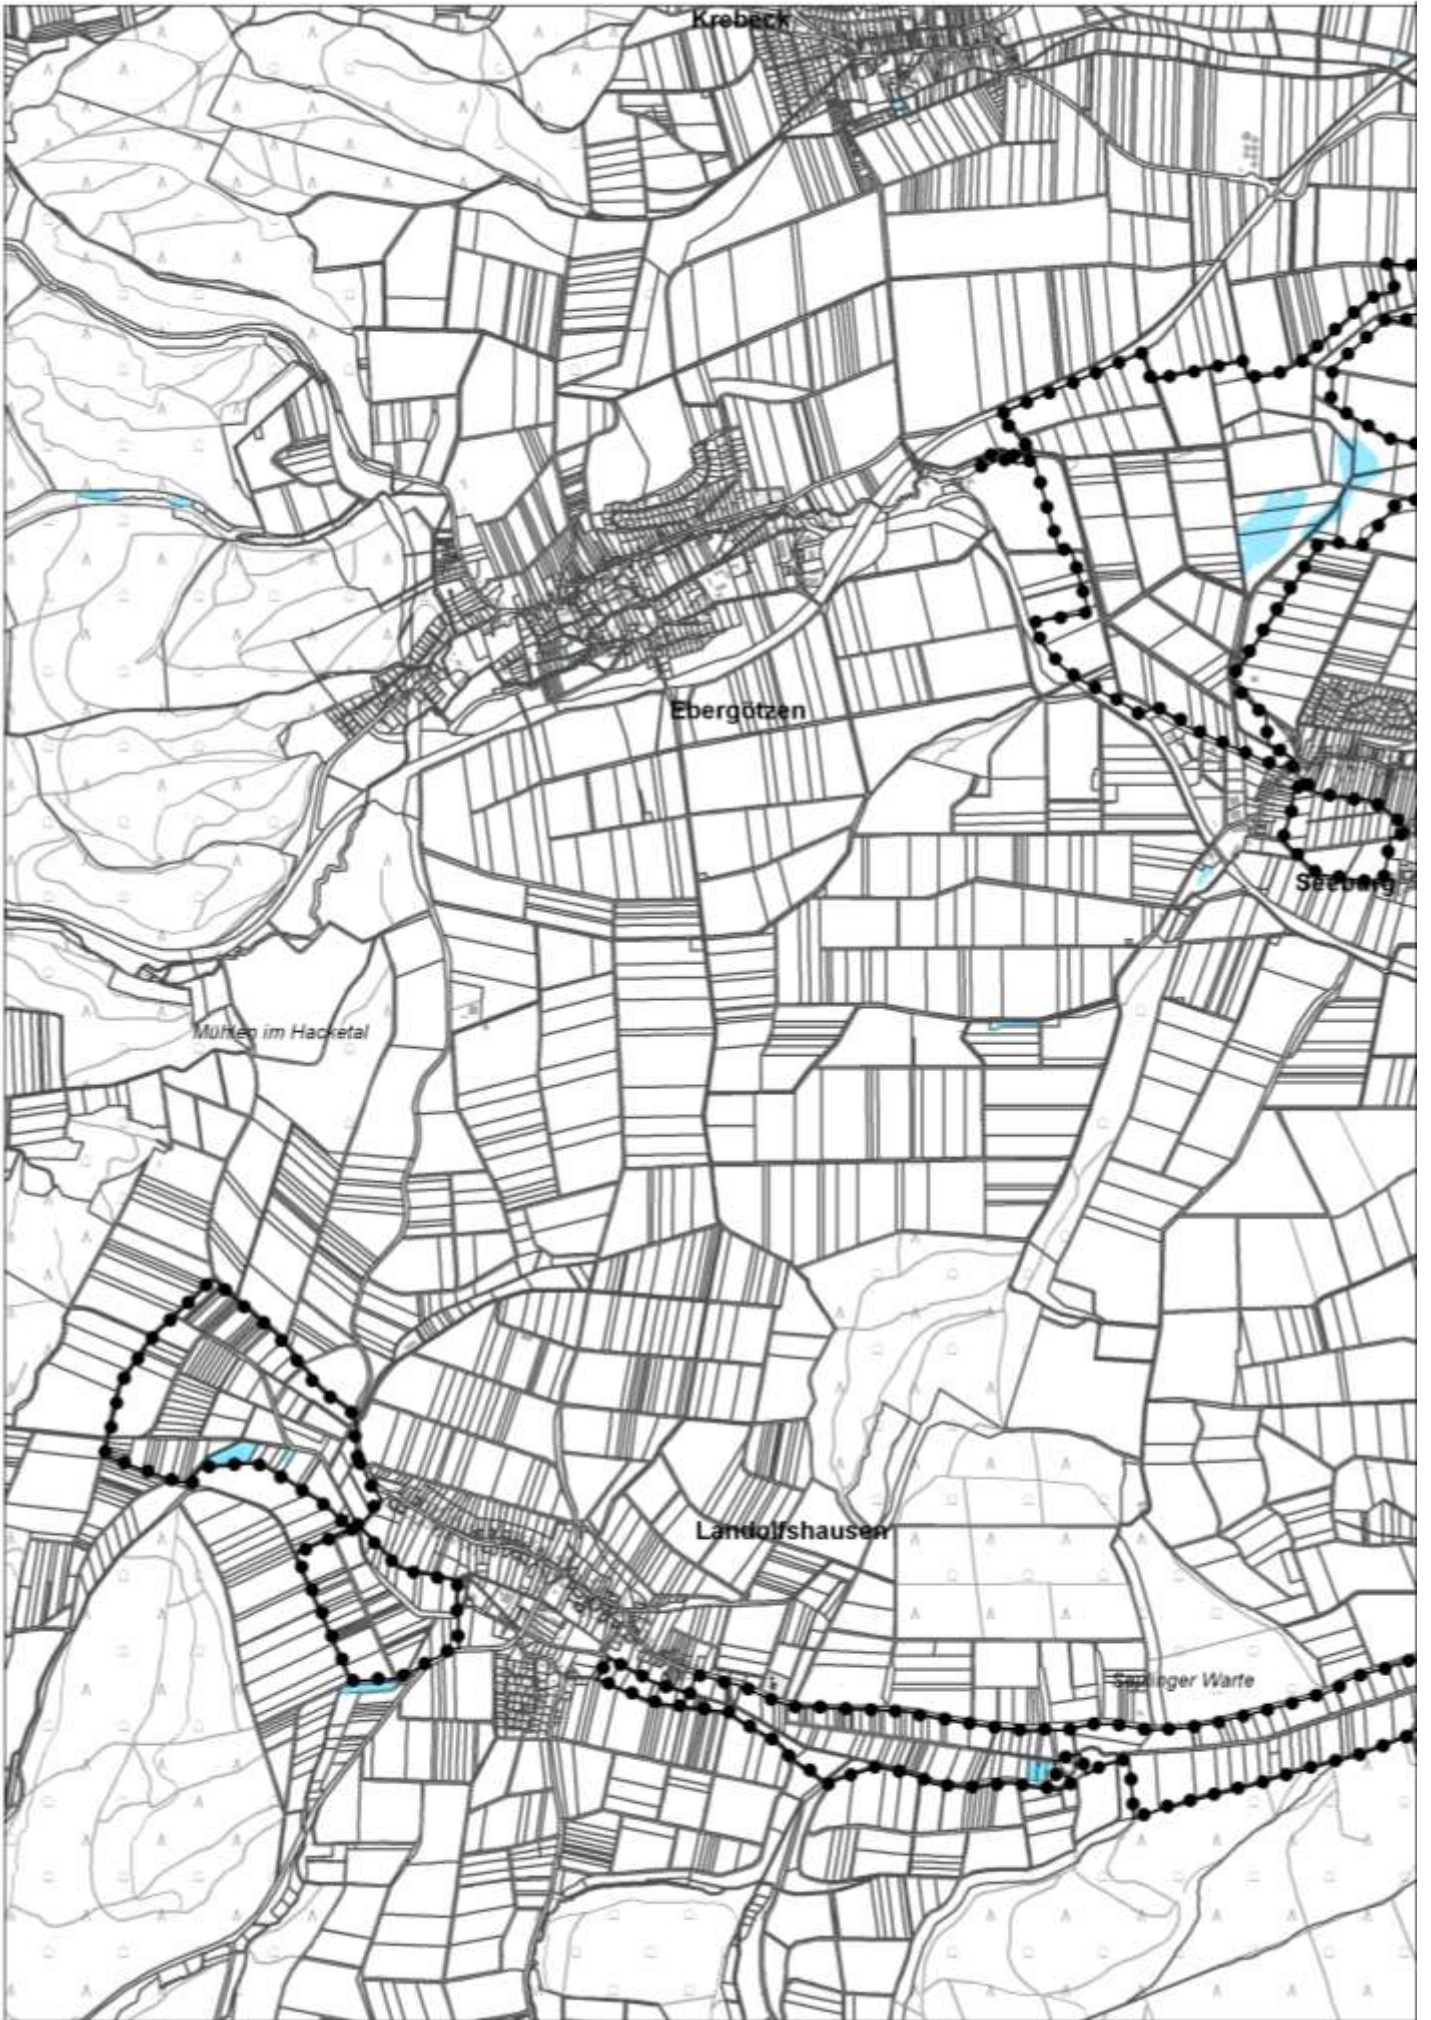 Krebeck
Ebergötzen
Seeburg
Mühlen im Hacketal
Landolfshausen
Seulinger Warte